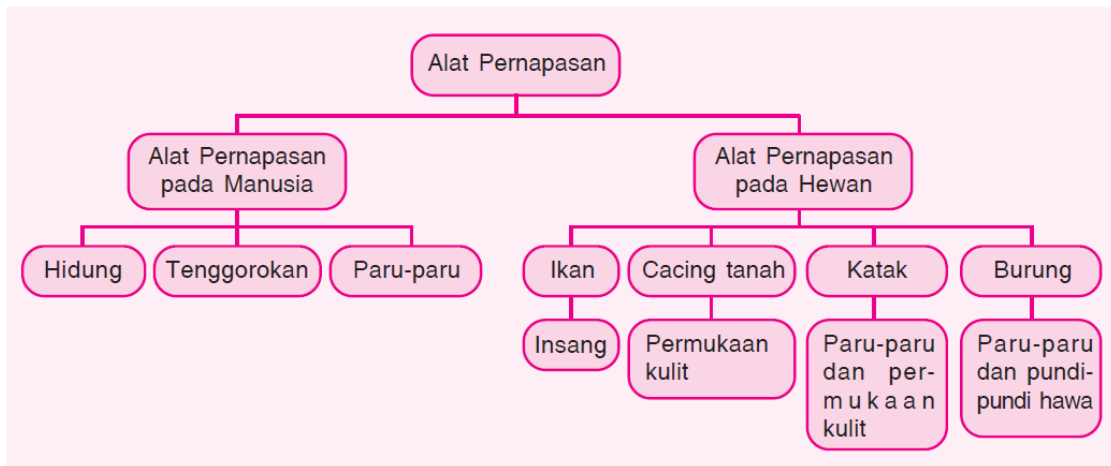 Alat Pernapasan
Alat Pernapasan
pada Manusia
Alat Pernapasan
pada Hewan
Hidung
Tenggorokan
Paru-paru
Ikan
Cacing tanah
Katak
Burung
Insang
Permukaan
kulit
Paru-paru
dan per-
mukaan
kulit
Paru-paru
dan pundi-
pundi hawa